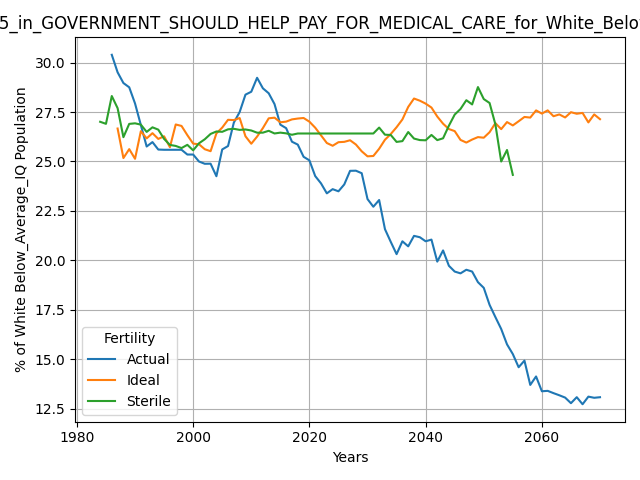 5_in_GOVERNMENT_SHOULD_HELP_PAY_FOR_MEDICAL_CARE_for_White_Belo
% of White Below_Average_IQ Population
30.0
27.5
25.0
22.5
20.0
17.5
15.0
12.5
Fertility
Actual
Ideal
Sterile
1980 2000 2020 2040 2060
Years